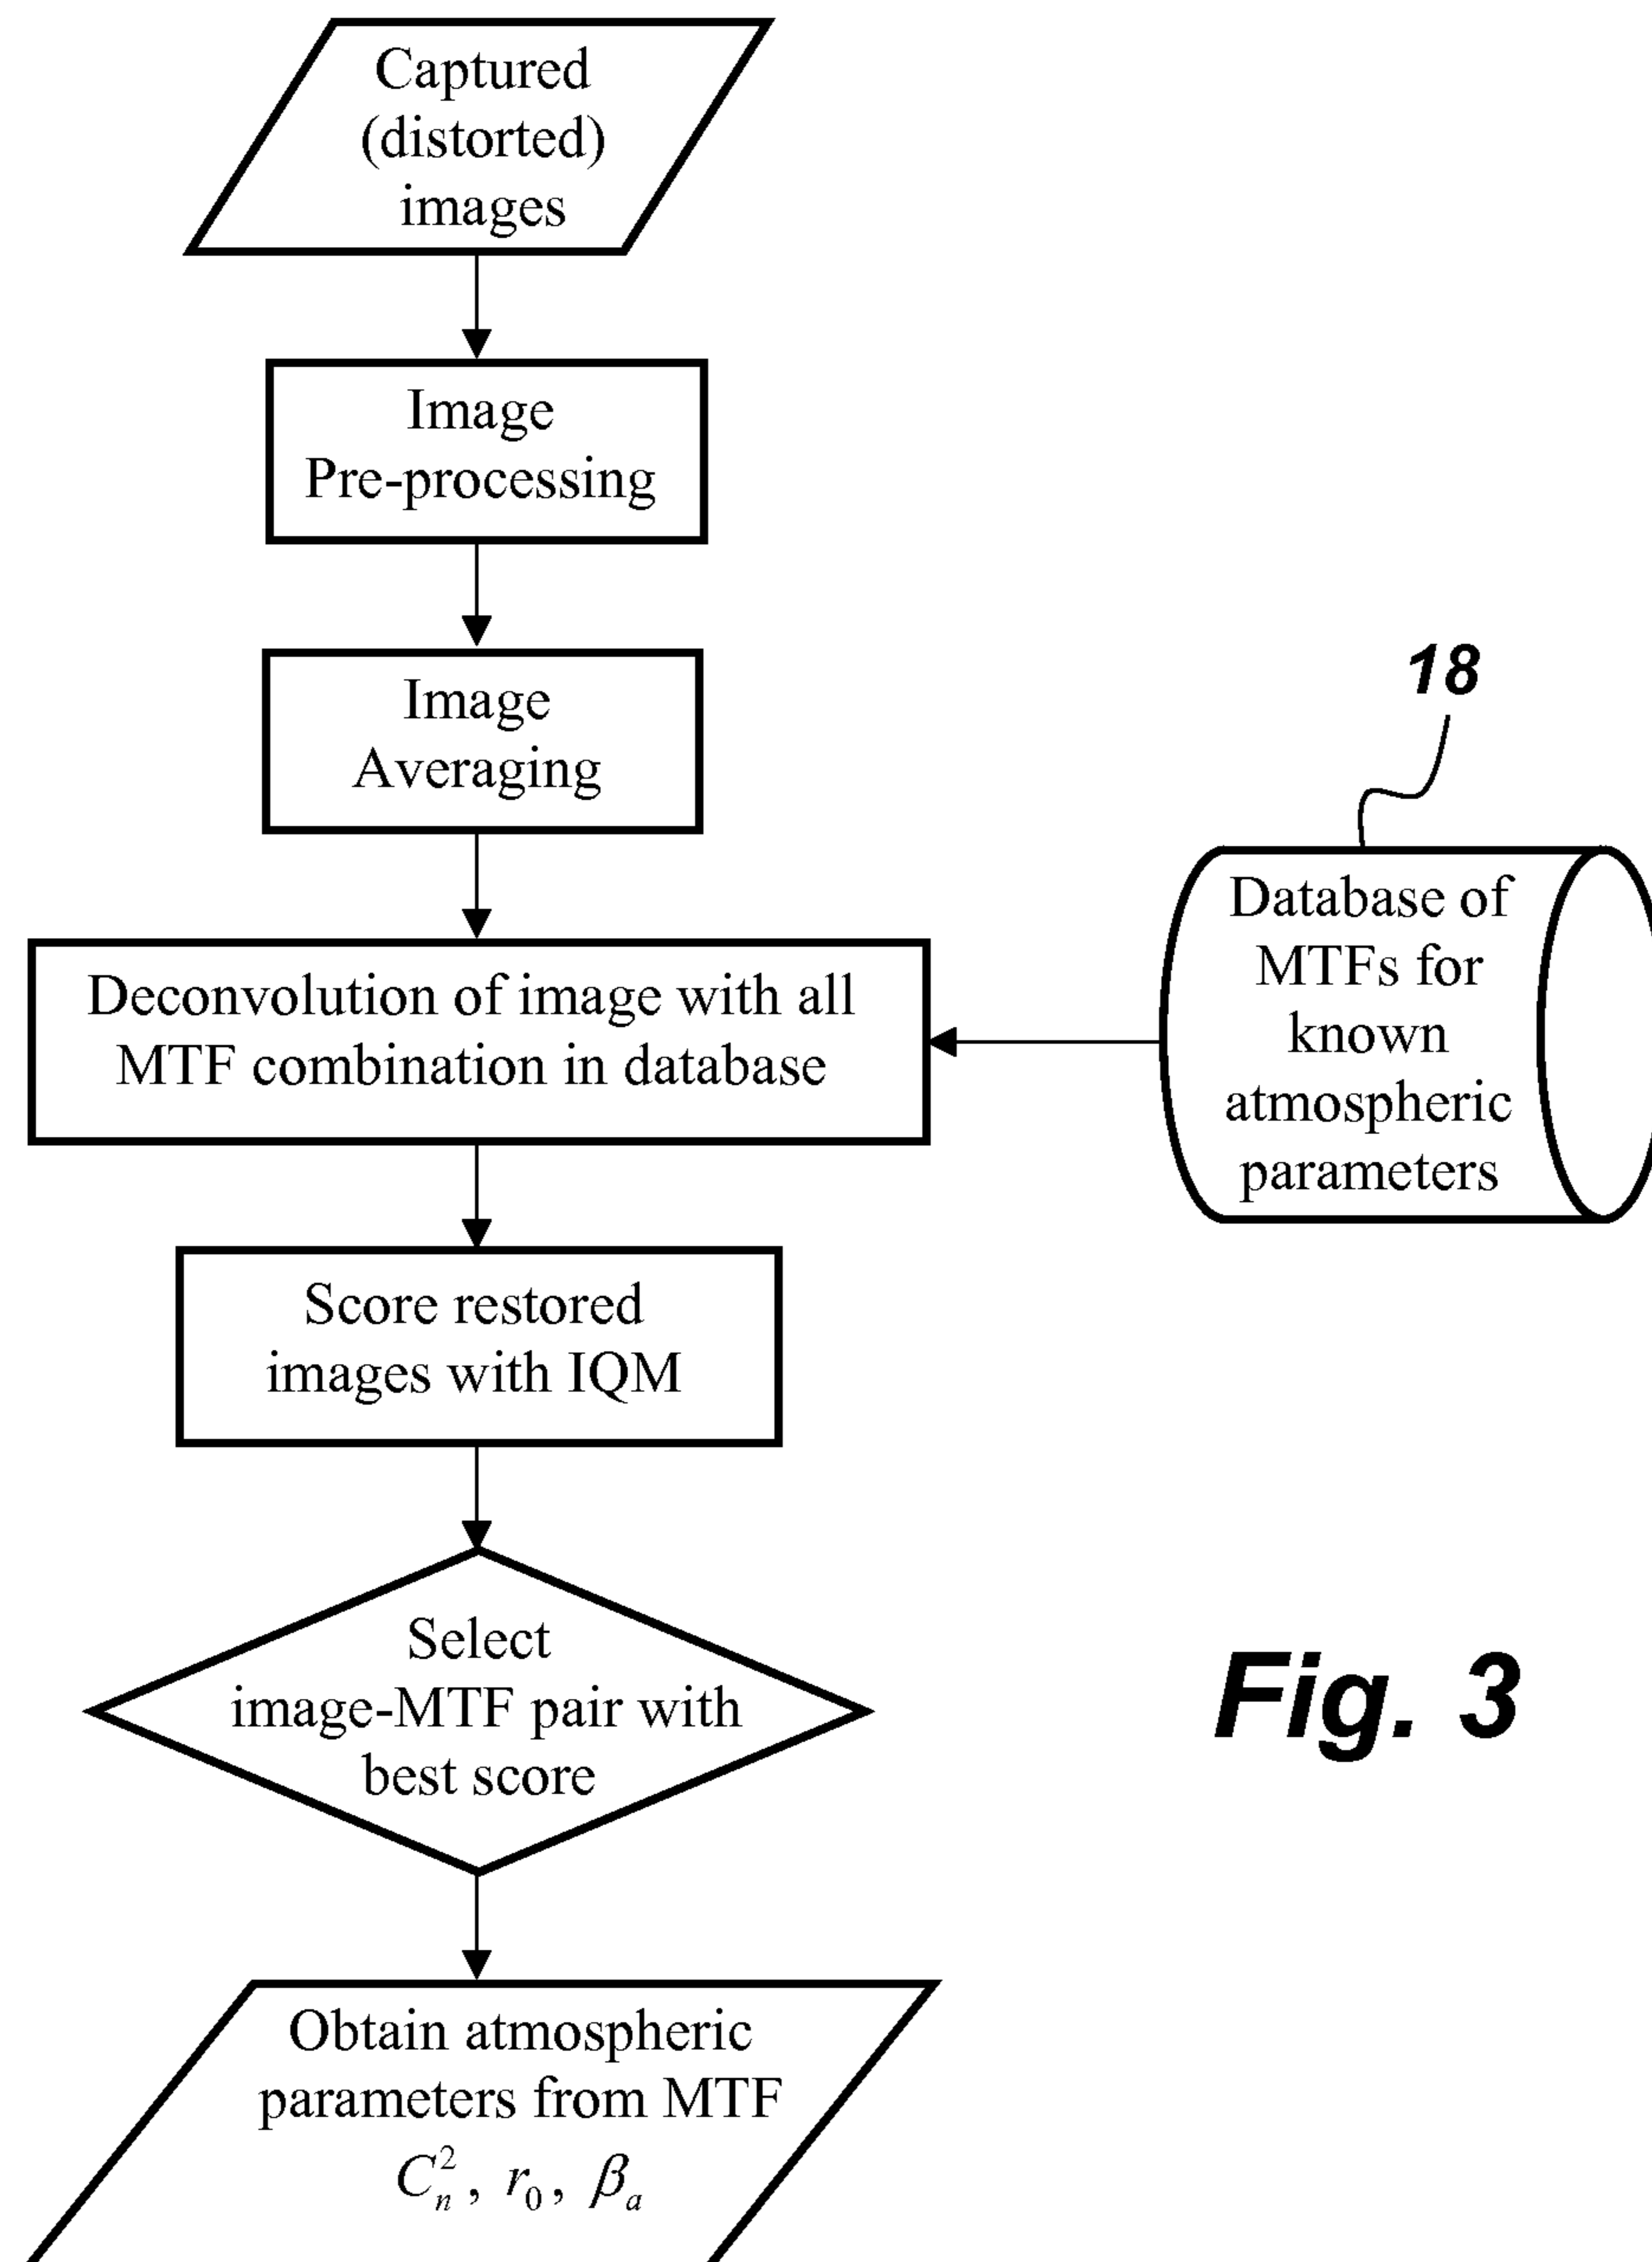 Captured
(distorted)
images
Image
Pre-processing
Image
Averaging
18
Database of
MTFs for
known
atmospheric
parameters
Deconvolution of image with all
MTF combination in database
Score restored
images with IQM
Select
image-MTF pair with
best score
Fig. 3
Obtain atmospheric
parameters from MTF
$C_n^2$, $r_0$, $\beta_a$